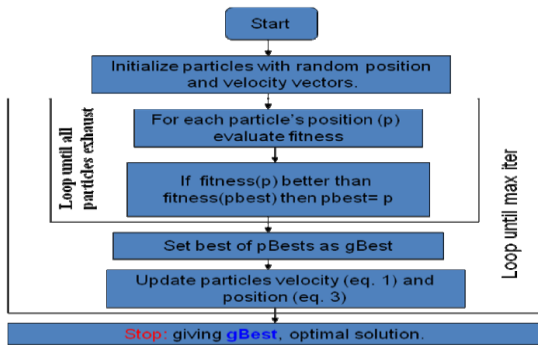 Start
Initialize particles with random position
and velocity vectors.
For each particle's position (p)
evaluate fitness
If fitness(p) better than
fitness(pbest) then pbest= p
Loop until all
particles exhaust
Set best of pBests as gBest
Update particles velocity (eq. 1) and
position (eq. 3)
Loop until max iter
Stop: giving gBest, optimal solution.